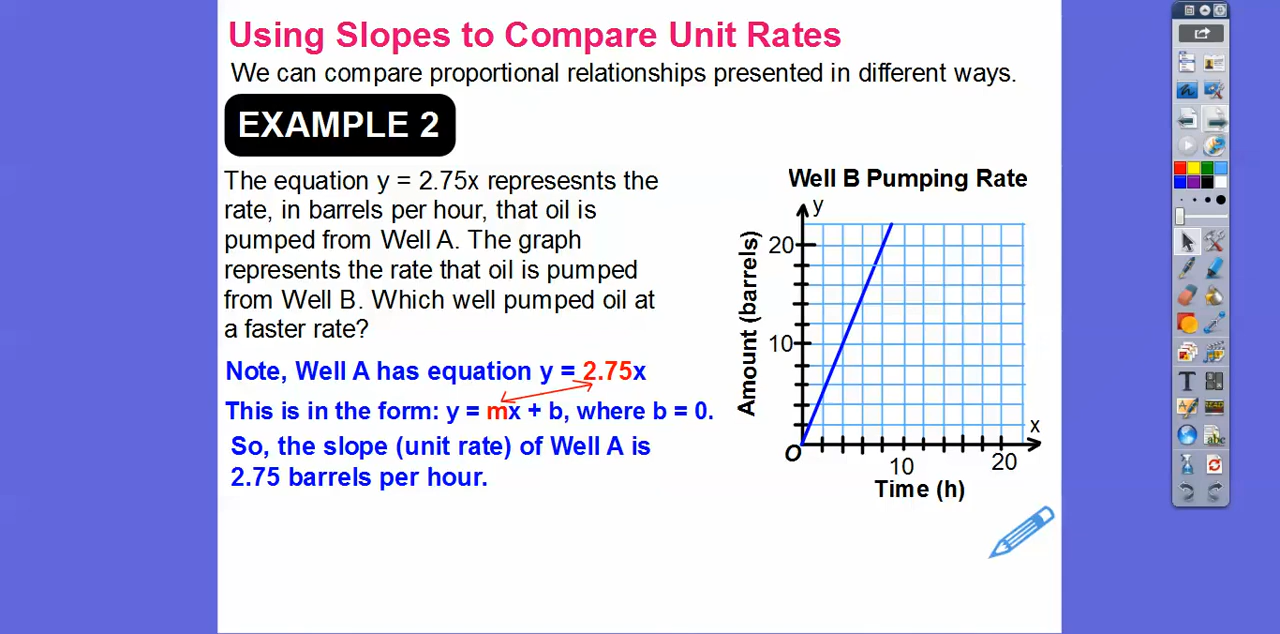 Using Slopes to Compare Unit Rates
We can compare proportional relationships presented in different ways.
EXAMPLE 2
The equation y = 2.75x represesnts the
rate, in barrels per hour, that oil is
pumped from Well A. The graph
represents the rate that oil is pumped
from Well B. Which well pumped oil at
a faster rate?
Note, Well A has equation y = 2.75x
This is in the form: y = mx + b, where b = 0.
So, the slope (unit rate) of Well A is
2.75 barrels per hour.
Well B Pumping Rate
y
20
10
Amount (barrels)
O
10
20
x
Time (h)
T
abc